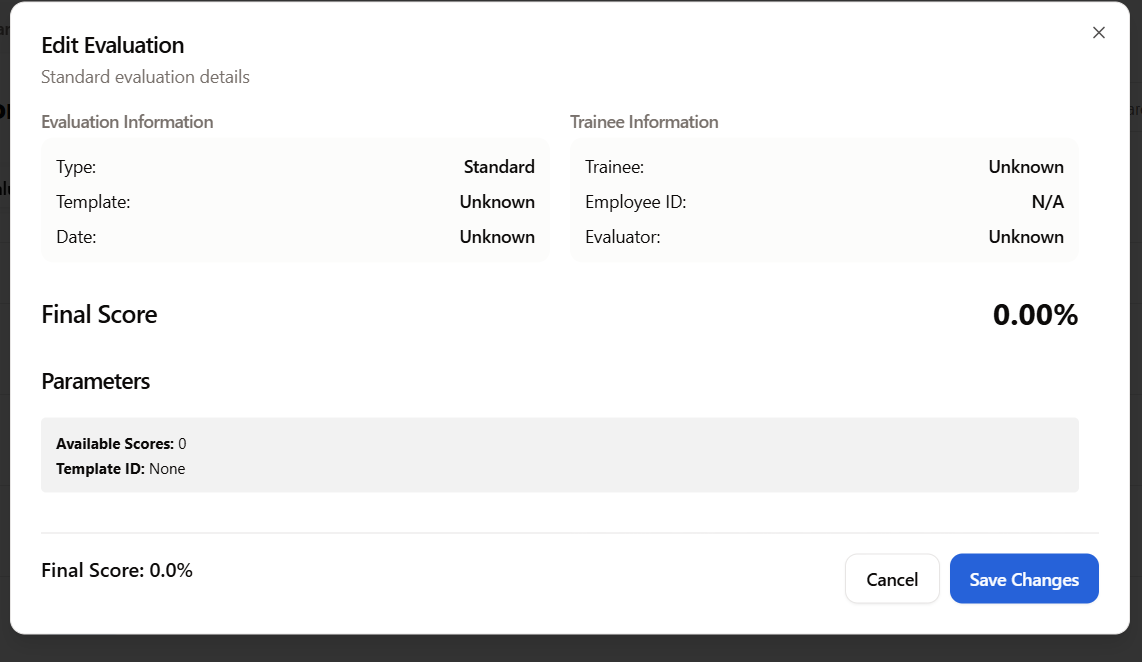 Edit Evaluation
Standard evaluation details
Evaluation Information
Type: Standard
Template: Unknown
Date: Unknown
Trainee Information
Trainee: Unknown
Employee ID: N/A
Evaluator: Unknown
Final Score 0.00%
Parameters
Available Scores: 0
Template ID: None
Final Score: 0.0%
Cancel
Save Changes